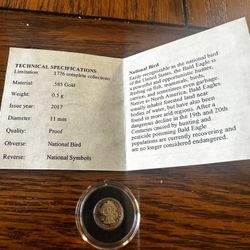 TECHNICAL SPECIFICATIONS
Limitation: 1776 complete collections
Material: .585 Gold
Weight: 0.5 g
Issue year: 2017
Diameter: 11 mm
Quality: Proof
Obverse: National Bird
Reverse: National Symbols
National Bird
Easily recognizable as the national bird
of the United States, the Bald Eagle is
a powerful and opportunistic hunter,
feeding on fish, mammals, birds,
carrion, and sometimes even garbage.
Native to North America, Bald Eagles
usually inhabit forested land near
bodies of water, but have also been
found in more arid regions. After a
dangerous decline in the 19th and 20th
Centuries caused by hunting and
pesticide poisoning Bald Eagle
populations are currently recovering and
are no longer considered endangered.